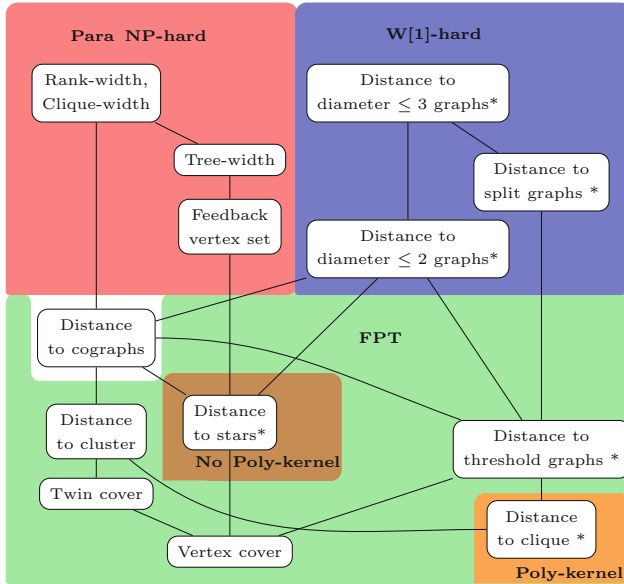 Para NP-hard
W[1]-hard
Rank-width,
Clique-width
Distance to
diameter ≤ 3 graphs*
Tree-width
Distance to
split graphs *
Feedback
vertex set
Distance to
diameter ≤ 2 graphs*
Distance
to cographs
FPT
Distance
to cluster
Distance
to stars*
No Poly-kernel
Distance to
threshold graphs *
Twin cover
Vertex cover
Distance
to clique *
Poly-kernel